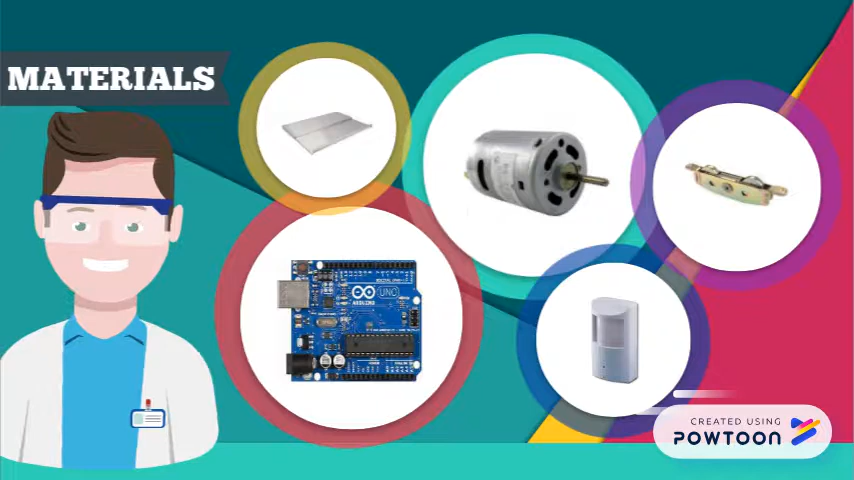 MATERIALS
UNO
ARDUINO
CREATED USING
POWTOON